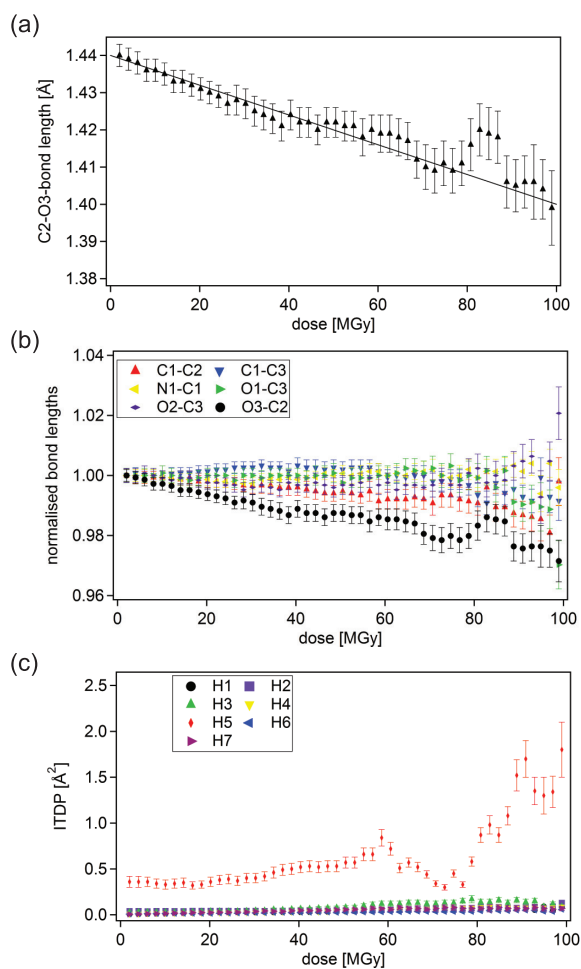 (a)
C2-O3-bond length [Å]
1.44
1.43
1.42
1.41
1.40
1.39
1.38
0 20 40 60 80 100
dose [MGy]
(b)
normalised bond lengths
1.04
1.02
1.00
0.98
0.96
C1-C2 C1-C3
N1-C1 O1-C3
O2-C3 O3-C2
0 20 40 60 80 100
dose [MGy]
(c)
ITDP [Å²]
2.5
2.0
1.5
1.0
0.5
0.0
H1 H2
H3 H4
H5 H6
H7
0 20 40 60 80 100
dose [MGy]